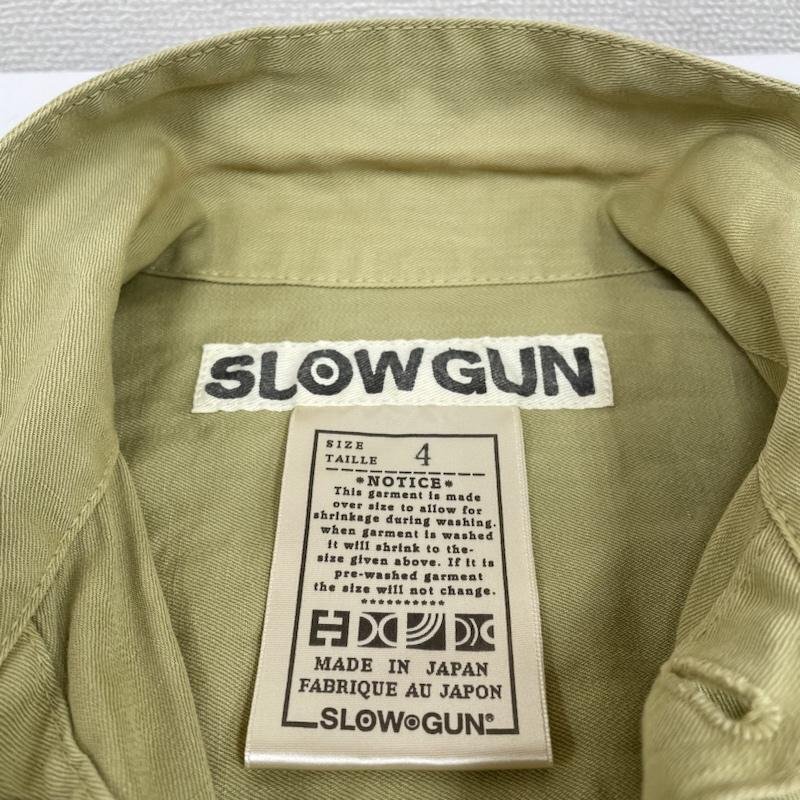 SLOW GUN
SIZE
TAILLE 4
*NOTICE*
This garment is made
over size to allow for
shrinkage during washing.
when garment is washed
it will shrink to the-
size given above. If it is
pre-washed garment
the size will not change.
**********
MADE IN JAPAN
FABRIQUE AU JAPON
SLOW GUN®